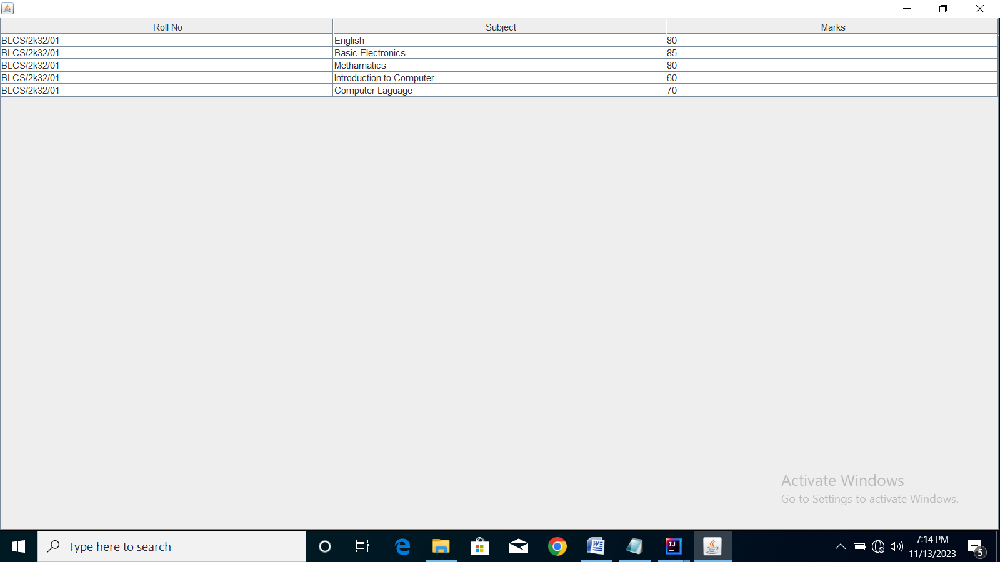 Roll No Subject Marks
BLCS/2k32/01 English 80
BLCS/2k32/01 Basic Electronics 85
BLCS/2k32/01 Methamatics 80
BLCS/2k32/01 Introduction to Computer 60
BLCS/2k32/01 Computer Laguage 70
Activate Windows
Go to Settings to activate Windows.
Type here to search
IJ
7:14 PM
11/13/2023
5